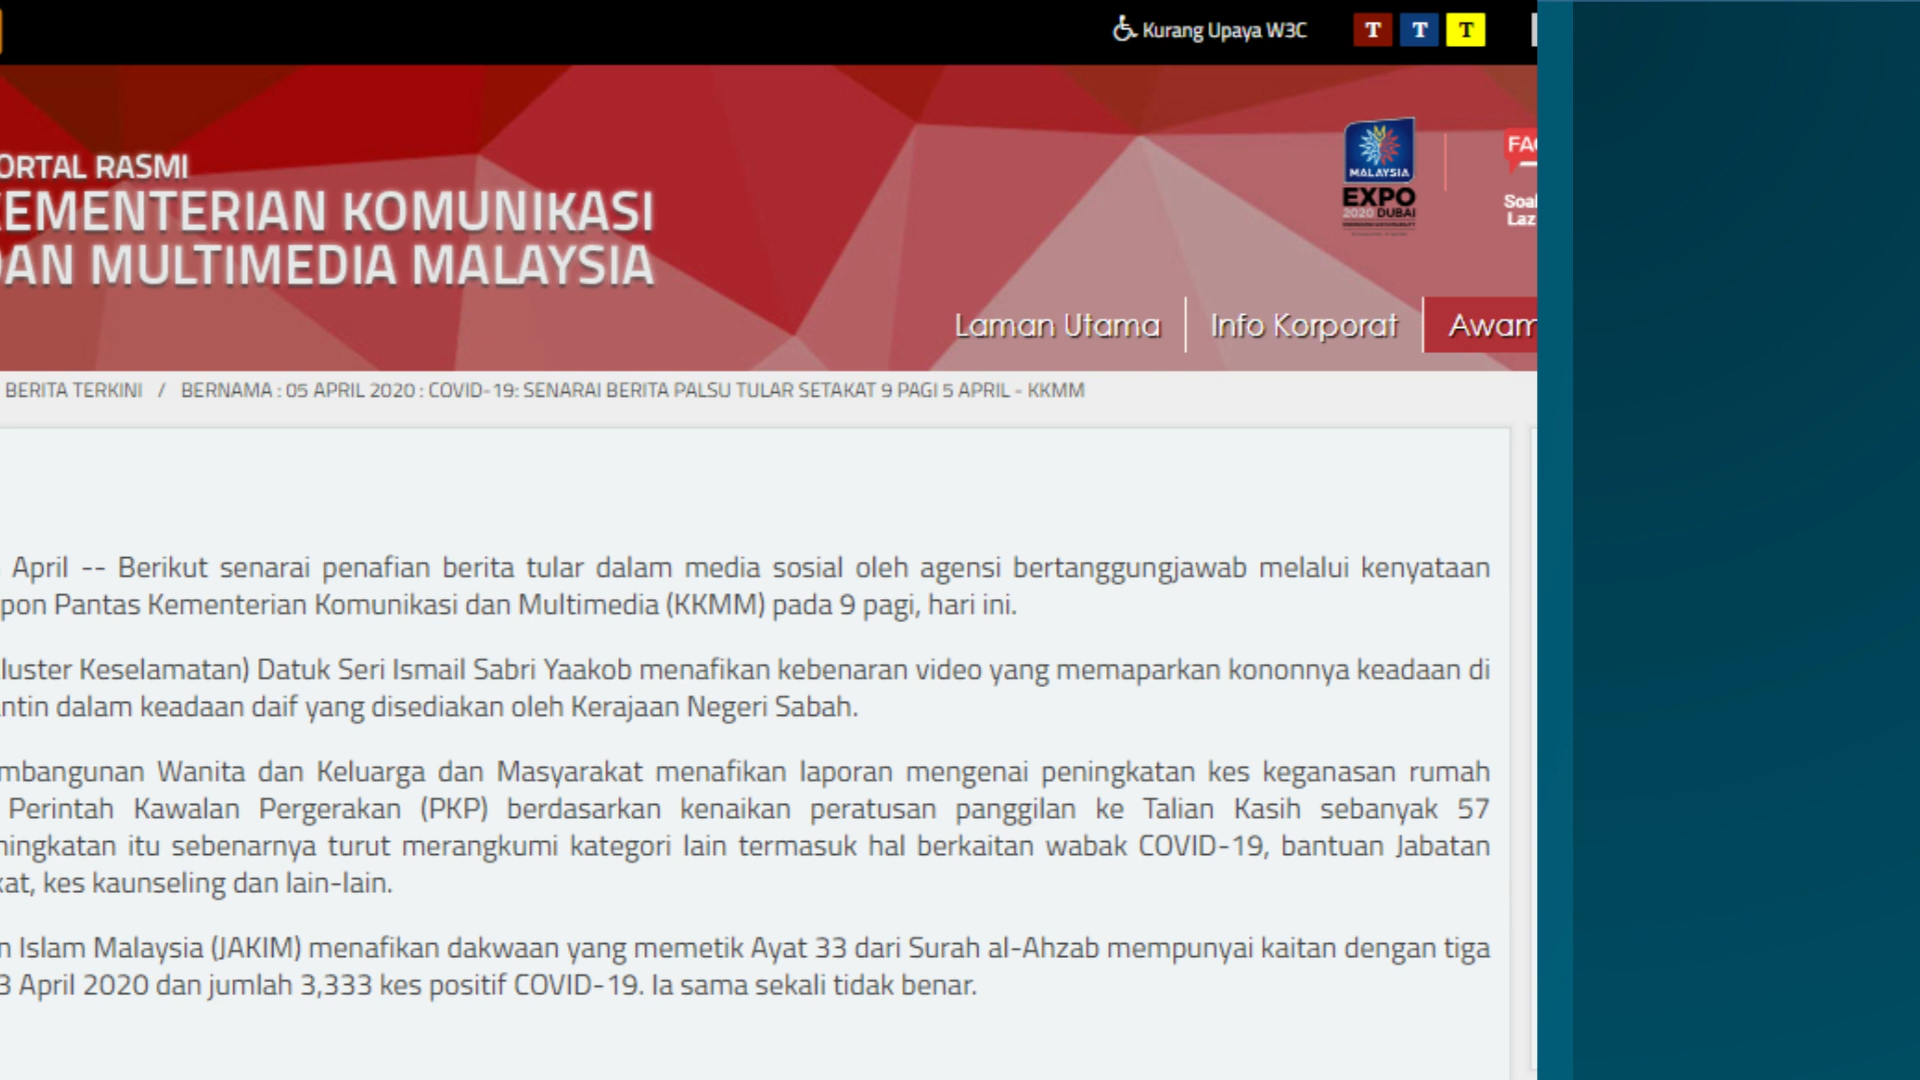 Kurang Upaya W3C T T T
ORTAL RASMI
KEMENTERIAN KOMUNIKASI
DAN MULTIMEDIA MALAYSIA
MALAYSIA
EXPO
2020 DUBAI
FAQ
Soal
Laz
Laman Utama Info Korporat Awam
BERITA TERKINI / BERNAMA : 05 APRIL 2020 : COVID-19: SENARAI BERITA PALSU TULAR SETAKAT 9 PAGI 5 APRIL - KKMM
April -- Berikut senarai penafian berita tular dalam media sosial oleh agensi bertanggungjawab melalui kenyataan
pon Pantas Kementerian Komunikasi dan Multimedia (KKMM) pada 9 pagi, hari ini.
luster Keselamatan) Datuk Seri Ismail Sabri Yaakob menafikan kebenaran video yang memaparkan kononnya keadaan di
ntin dalam keadaan daif yang disediakan oleh Kerajaan Negeri Sabah.
mbangunan Wanita dan Keluarga dan Masyarakat menafikan laporan mengenai peningkatan kes keganasan rumah
Perintah Kawalan Pergerakan (PKP) berdasarkan kenaikan peratusan panggilan ke Talian Kasih sebanyak 57
ningkatan itu sebenarnya turut merangkumi kategori lain termasuk hal berkaitan wabak COVID-19, bantuan Jabatan
kat, kes kaunseling dan lain-lain.
n Islam Malaysia (JAKIM) menafikan dakwaan yang memetik Ayat 33 dari Surah al-Ahzab mempunyai kaitan dengan tiga
3 April 2020 dan jumlah 3,333 kes positif COVID-19. Ia sama sekali tidak benar.